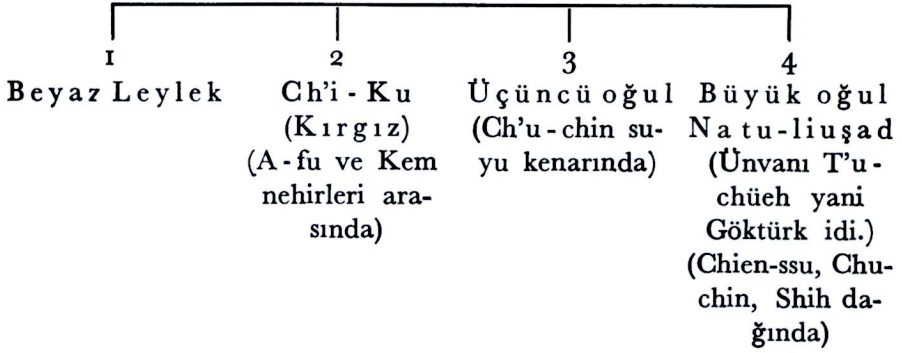 1
Beyaz Leylek
2
Ch'i - Ku
(Kırgız)
(A - fu ve Kem
nehirleri ara-
sında)
3
Üçüncü oğul
(Ch'u - chin su-
yu kenarında)
4
Büyük oğul
Natu-liuşad
(Ünvanı T'u -
chüeh yani
Göktürk idi.)
(Chien-ssu, Chu-
chin, Shih da-
ğında)